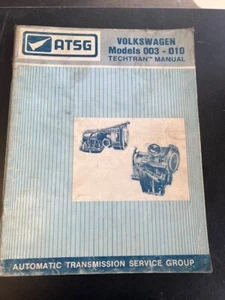 ATSG
VOLKSWAGEN
Models 003 - 010
TECHTRAN™ MANUAL
AUTOMATIC TRANSMISSION SERVICE GROUP